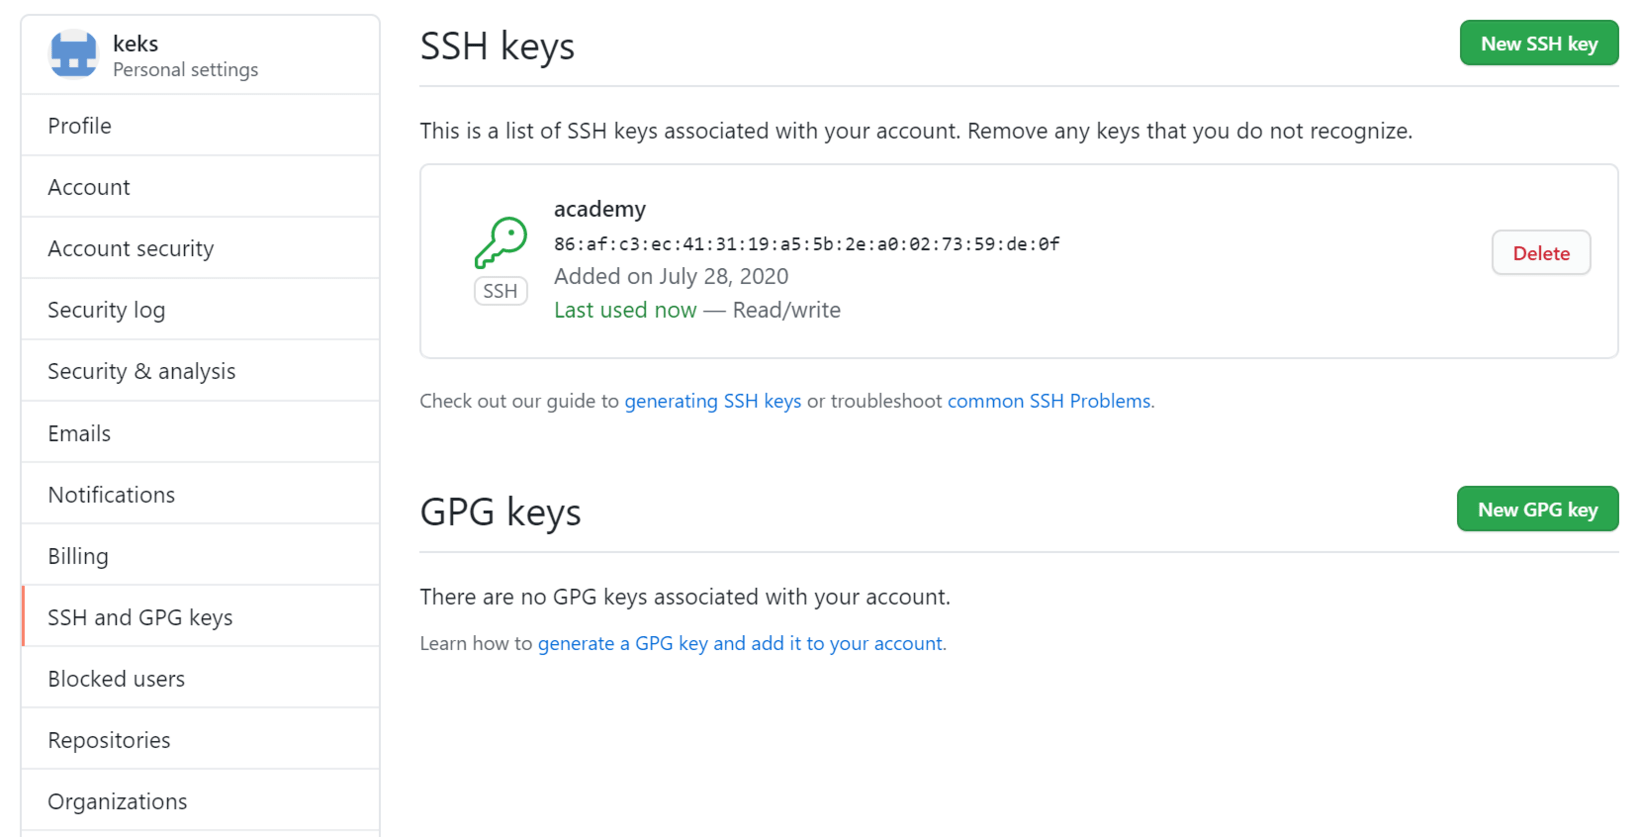 keks
Personal settings
Profile
Account
Account security
Security log
Security & analysis
Emails
Notifications
Billing
SSH and GPG keys
Blocked users
Repositories
Organizations
SSH keys
New SSH key
This is a list of SSH keys associated with your account. Remove any keys that you do not recognize.
SSH
academy
86:af:c3:ec:41:31:19:a5:5b:2e:a0:02:73:59:de:0f
Added on July 28, 2020
Last used now — Read/write
Delete
Check out our guide to generating SSH keys or troubleshoot common SSH Problems.
GPG keys
New GPG key
There are no GPG keys associated with your account.
Learn how to generate a GPG key and add it to your account.